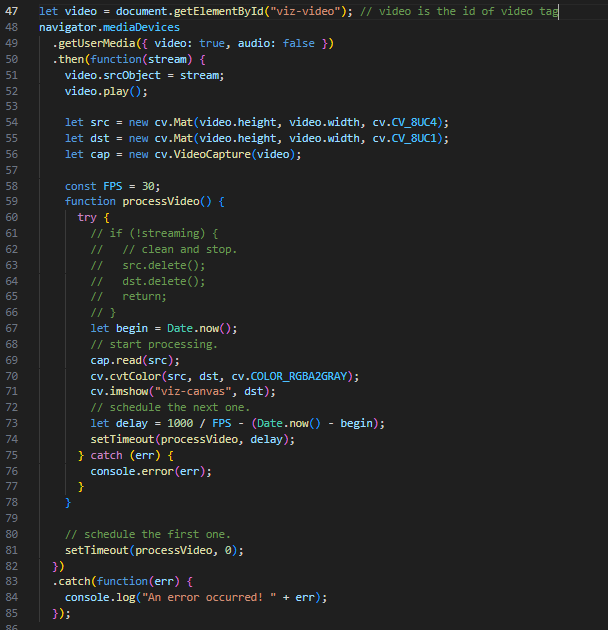 47 let video = document.getElementById("viz-video"); // video is the id of video tag
48 navigator.mediaDevices
49   .getUserMedia({ video: true, audio: false })
50   .then(function(stream) {
51     video.srcObject = stream;
52     video.play();
53
54     let src = new cv.Mat(video.height, video.width, cv.CV_8UC4);
55     let dst = new cv.Mat(video.height, video.width, cv.CV_8UC1);
56     let cap = new cv.VideoCapture(video);
57
58     const FPS = 30;
59     function processVideo() {
60       try {
61         // if (!streaming) {
62         //   // clean and stop.
63         //   src.delete();
64         //   dst.delete();
65         //   return;
66         // }
67         let begin = Date.now();
68         // start processing.
69         cap.read(src);
70         cv.cvtColor(src, dst, cv.COLOR_RGBA2GRAY);
71         cv.imshow("viz-canvas", dst);
72         // schedule the next one.
73         let delay = 1000 / FPS - (Date.now() - begin);
74         setTimeout(processVideo, delay);
75       } catch (err) {
76         console.error(err);
77       }
78     }
79
80     // schedule the first one.
81     setTimeout(processVideo, 0);
82   })
83   .catch(function(err) {
84     console.log("An error occurred! " + err);
85   });
86